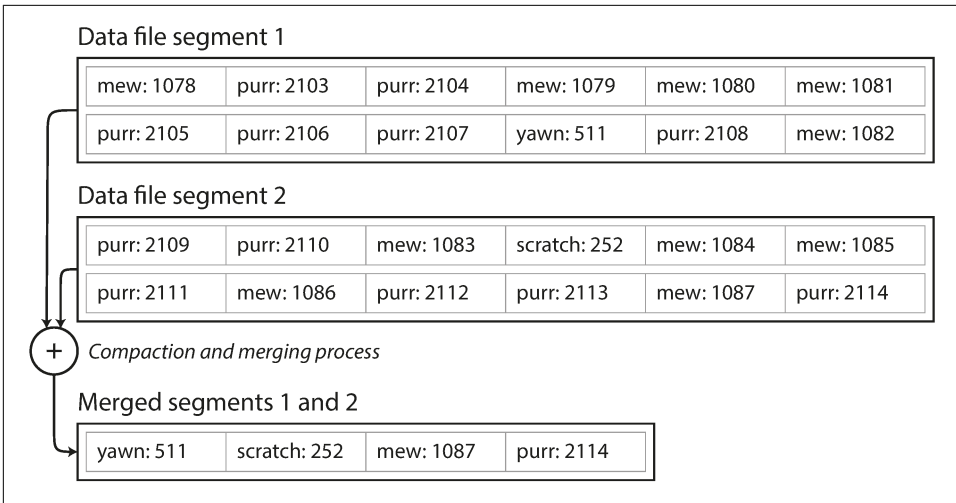 Data file segment 1
mew: 1078 purr: 2103 purr: 2104 mew: 1079 mew: 1080 mew: 1081
purr: 2105 purr: 2106 purr: 2107 yawn: 511 purr: 2108 mew: 1082
Data file segment 2
purr: 2109 purr: 2110 mew: 1083 scratch: 252 mew: 1084 mew: 1085
purr: 2111 mew: 1086 purr: 2112 purr: 2113 mew: 1087 purr: 2114
+ Compaction and merging process
Merged segments 1 and 2
yawn: 511 scratch: 252 mew: 1087 purr: 2114